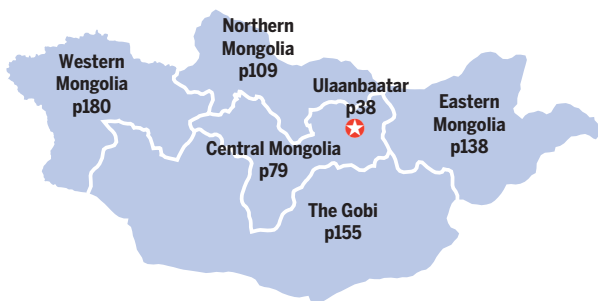 Northern
Mongolia
p109
Western
Mongolia
p180
Ulaanbaatar
p38
Eastern
Mongolia
p138
Central Mongolia
p79
The Gobi
p155